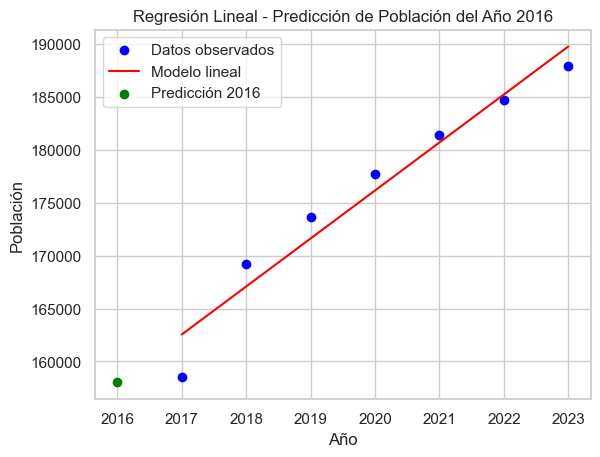 Regresión Lineal - Predicción de Población del Año 2016
Datos observados
Modelo lineal
Predicción 2016
Población
190000
185000
180000
175000
170000
165000
160000
2016 2017 2018 2019 2020 2021 2022 2023
Año